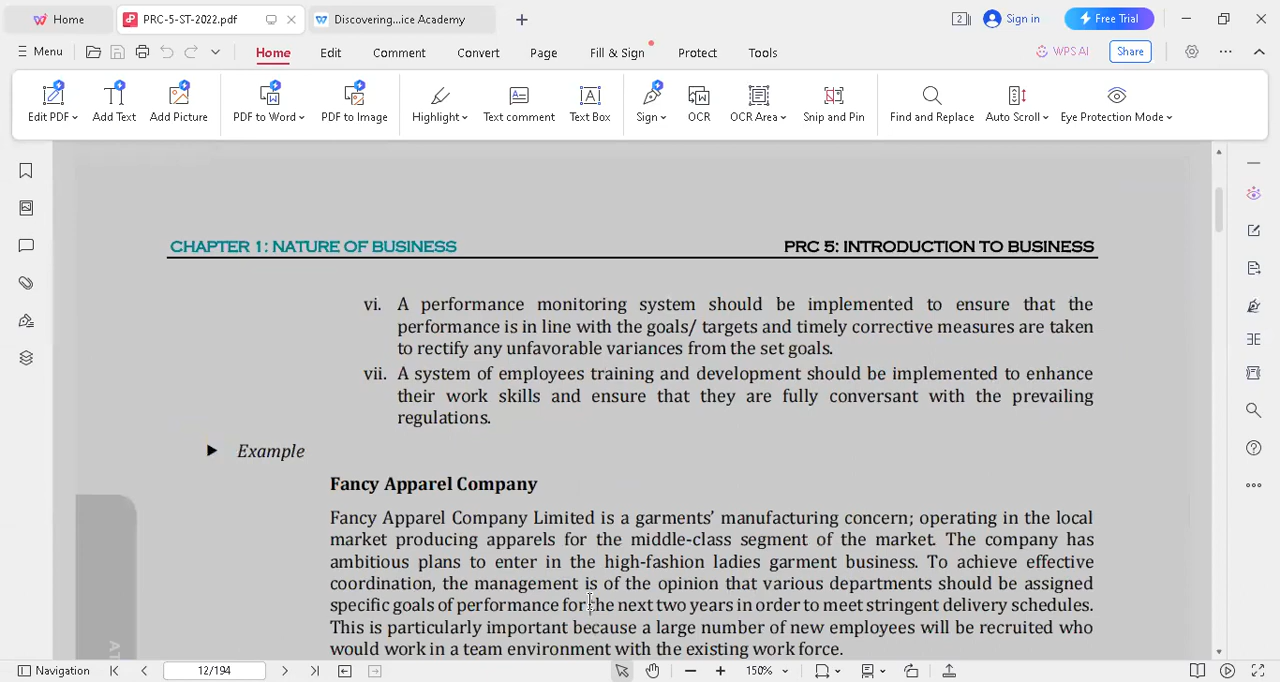 Home
PRC-5-ST-2022.pdf
Discovering...ice Academy
2
Sign in
Free Trial
Menu
Home
Edit
Comment
Convert
Page
Fill & Sign
Protect
Tools
WPS AI
Share
Edit PDF
Add Text
Add Picture
PDF to Word
PDF to Image
Highlight
Text comment
Text Box
Sign
OCR
OCR Area
Snip and Pin
Find and Replace
Auto Scroll
Eye Protection Mode
CHAPTER 1: NATURE OF BUSINESS PRC 5: INTRODUCTION TO BUSINESS
vi. A performance monitoring system should be implemented to ensure that the
performance is in line with the goals/ targets and timely corrective measures are taken
to rectify any unfavorable variances from the set goals.
vii. A system of employees training and development should be implemented to enhance
their work skills and ensure that they are fully conversant with the prevailing
regulations.
Example
Fancy Apparel Company
Fancy Apparel Company Limited is a garments’ manufacturing concern; operating in the local
market producing apparels for the middle-class segment of the market. The company has
ambitious plans to enter in the high-fashion ladies garment business. To achieve effective
coordination, the management is of the opinion that various departments should be assigned
specific goals of performance for the next two years in order to meet stringent delivery schedules.
This is particularly important because a large number of new employees will be recruited who
would work in a team environment with the existing work force.
AT
Navigation
12/194
150%